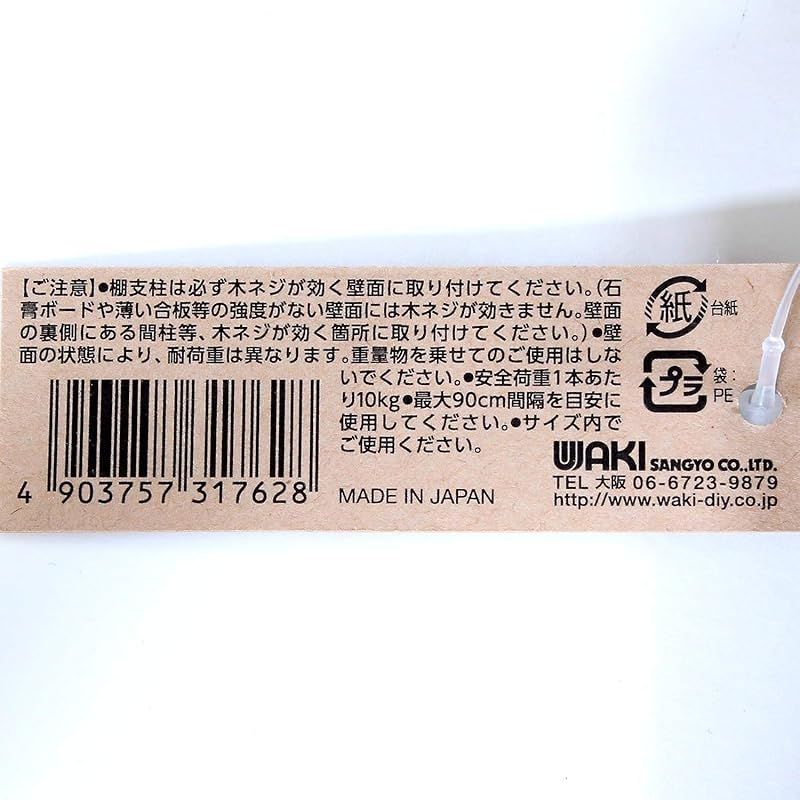 【ご注意】●棚支柱は必ず木ネジが効く壁面に取り付けてください。(石
膏ボードや薄い合板等の強度がない壁面には木ネジが効きません。壁面
の裏側にある間柱等、木ネジが効く箇所に取り付けてください。)●壁
面の状態により、耐荷重は異なります。重量物を乗せてのご使用はしな
いでください。●安全荷重1本あた
り10kg●最大90cm間隔を目安に
使用してください。●サイズ内で
ご使用ください。
4 903757 317628
MADE IN JAPAN
紙 台紙
プラ 袋:
PE
WAKI SANGYO CO.,LTD.
TEL 大阪 06-6723-9879
http://www.waki-diy.co.jp